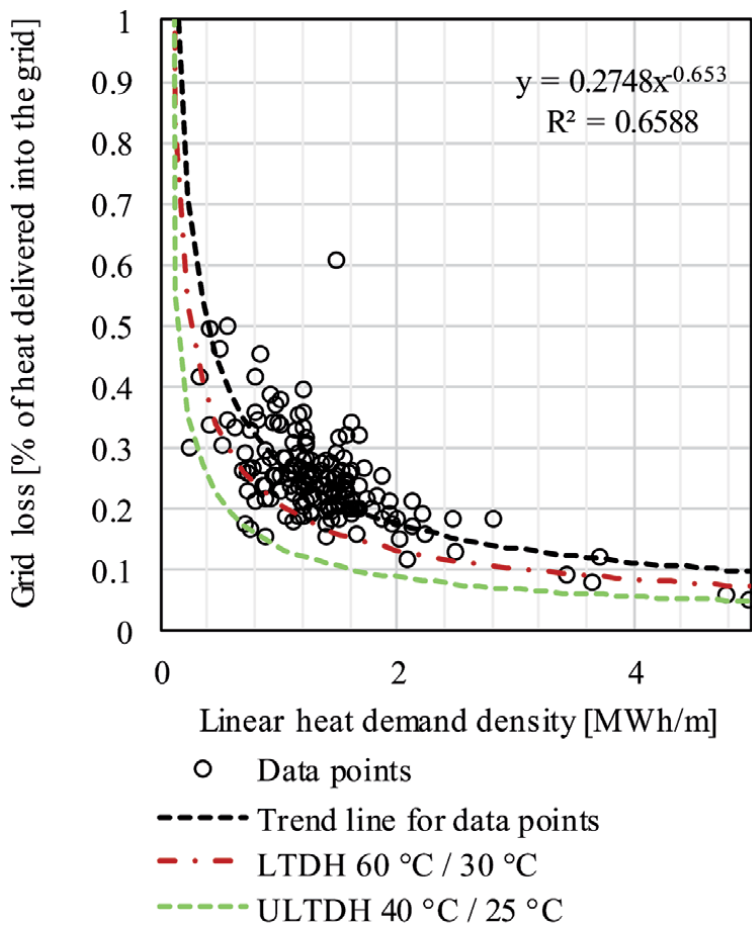 1
0.9
0.8
0.7
0.6
0.5
0.4
0.3
0.2
0.1
0
Grid loss [% of heat delivered into the grid]
y = 0.2748x^-0.653
R² = 0.6588
0 2 4
Linear heat demand density [MWh/m]
Data points
Trend line for data points
LTDH 60 °C / 30 °C
ULTDH 40 °C / 25 °C